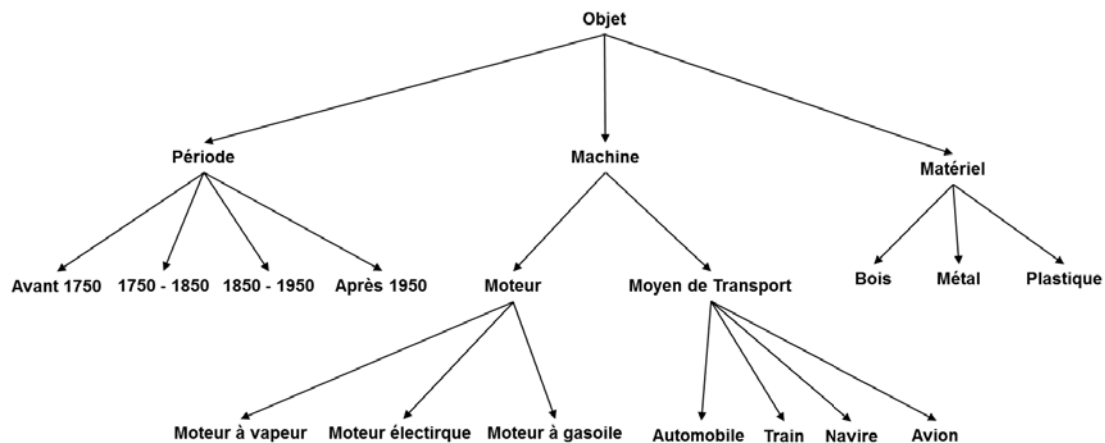 Objet
Période
Machine
Matériel
Avant 1750
1750 - 1850
1850 - 1950
Après 1950
Moteur
Moyen de Transport
Bois
Métal
Plastique
Moteur à vapeur
Moteur électirque
Moteur à gasoile
Automobile
Train
Navire
Avion